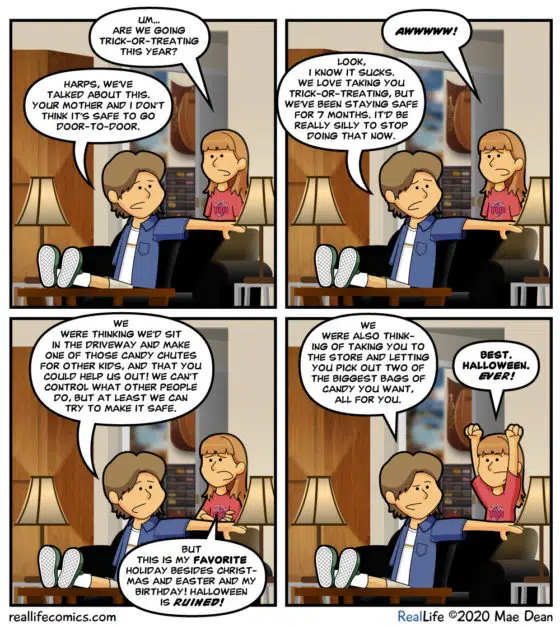 UM...
ARE WE GOING
TRICK-OR-TREATING
THIS YEAR?
HARPS, WE'VE
TALKED ABOUT THIS.
YOUR MOTHER AND I DON'T
THINK IT'S SAFE TO GO
DOOR-TO-DOOR.
AWWWWW!
LOOK,
I KNOW IT SUCKS.
WE LOVE TAKING YOU
TRICK-OR-TREATING, BUT
WE'VE BEEN STAYING SAFE
FOR 7 MONTHS. IT'D BE
REALLY SILLY TO STOP
DOING THAT NOW.
WE
WERE THINKING WE'D SIT
IN THE DRIVEWAY AND MAKE
ONE OF THOSE CANDY CHUTES
FOR OTHER KIDS, AND THAT YOU
COULD HELP US OUT! WE CAN'T
CONTROL WHAT OTHER PEOPLE
DO, BUT AT LEAST WE CAN
TRY TO MAKE IT SAFE.
BUT
THIS IS MY FAVORITE
HOLIDAY BESIDES CHRIST-
MAS AND EASTER AND MY
BIRTHDAY! HALLOWEEN
IS RUINED!
WE
WERE ALSO THINK-
ING OF TAKING YOU TO
THE STORE AND LETTING
YOU PICK OUT TWO OF
THE BIGGEST BAGS OF
CANDY YOU WANT,
ALL FOR YOU.
BEST.
HALLOWEEN.
EVER!
reallifecomics.com
RealLife ©2020 Mae Dean